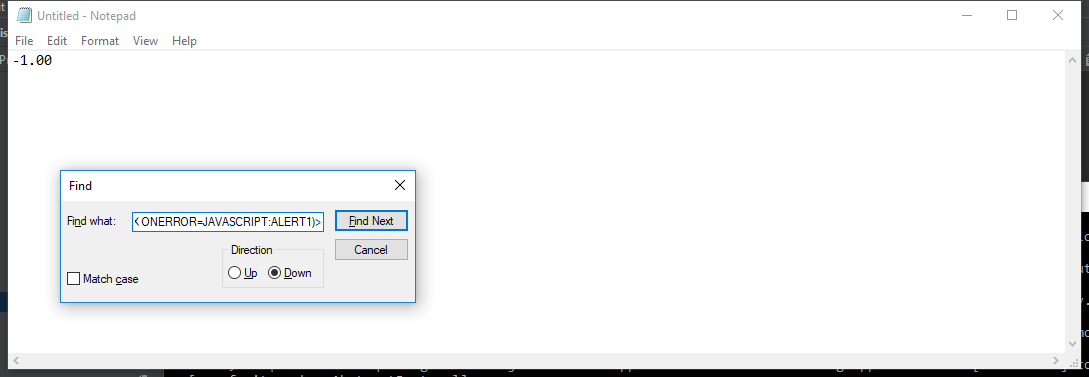 Untitled - Notepad
File Edit Format View Help
-1.00
Find
Find what: ONERROR=JAVASCRIPT:ALERT1)>
Find Next
Direction
Cancel
Up Down
Match case